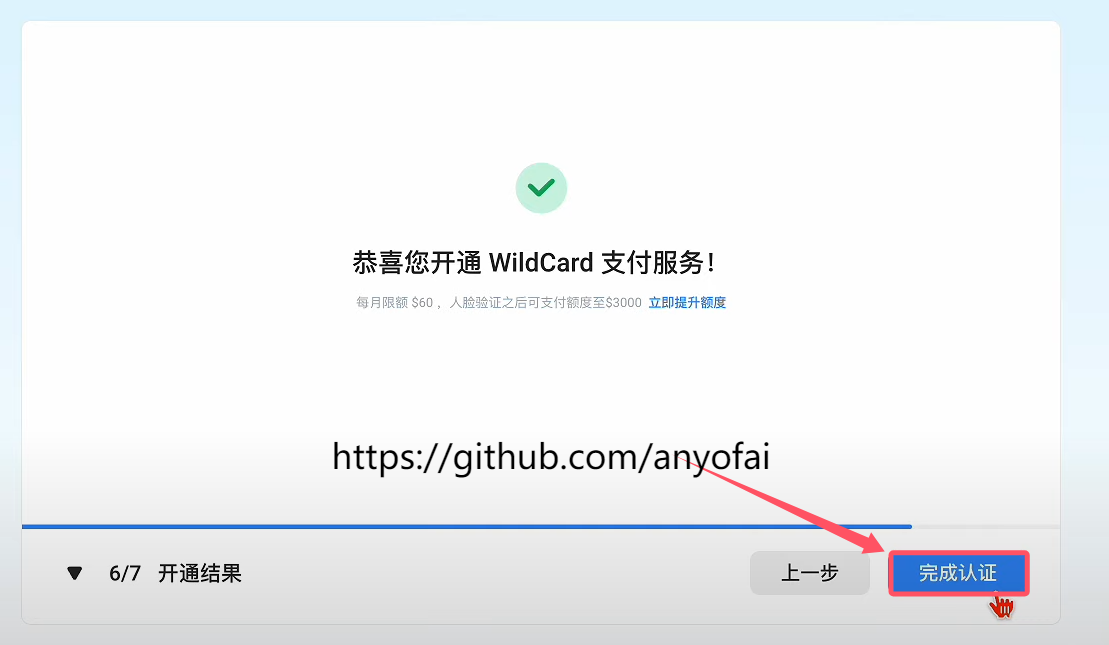 恭喜您开通 WildCard 支付服务！
每月限额 $60 ，人脸验证之后可支付额度至$3000 立即提升额度
https://github.com/anyofai
▼ 6/7 开通结果
上一步
完成认证